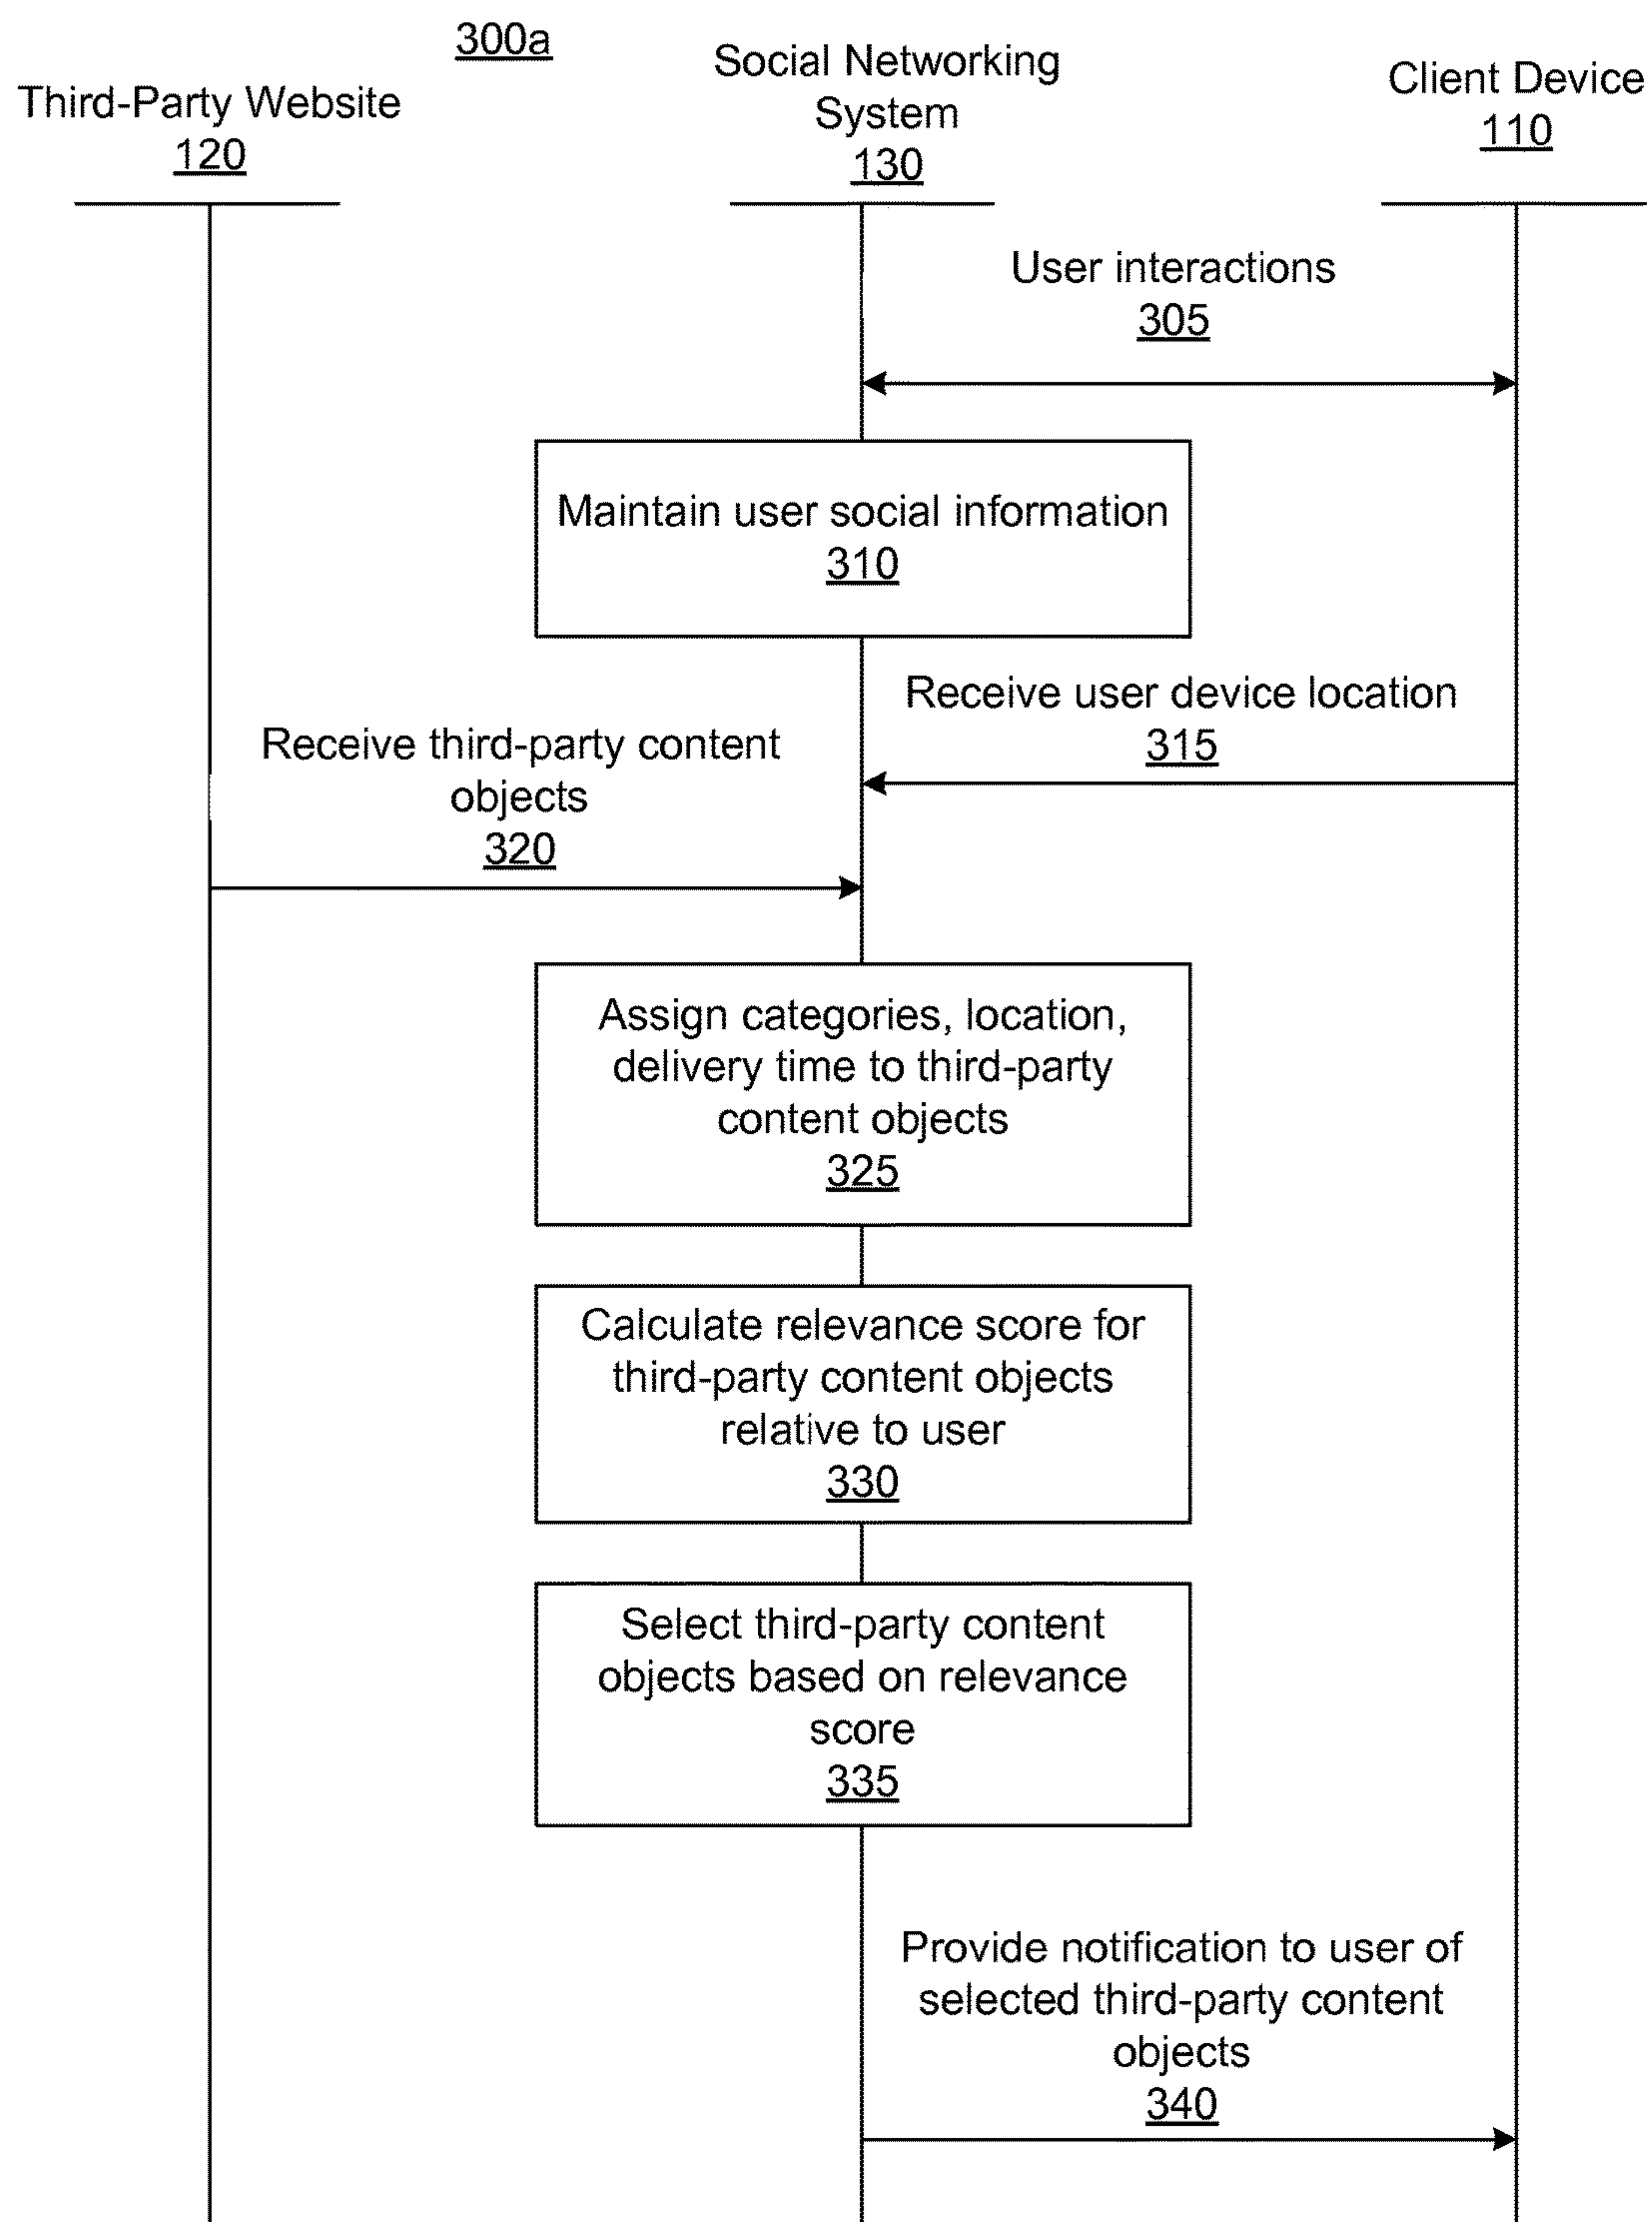 300a
Third-Party Website
120
Social Networking
System
130
Client Device
110
User interactions
305
Maintain user social information
310
Receive user device location
315
Receive third-party content
objects
320
Assign categories, location,
delivery time to third-party
content objects
325
Calculate relevance score for
third-party content objects
relative to user
330
Select third-party content
objects based on relevance
score
335
Provide notification to user of
selected third-party content
objects
340